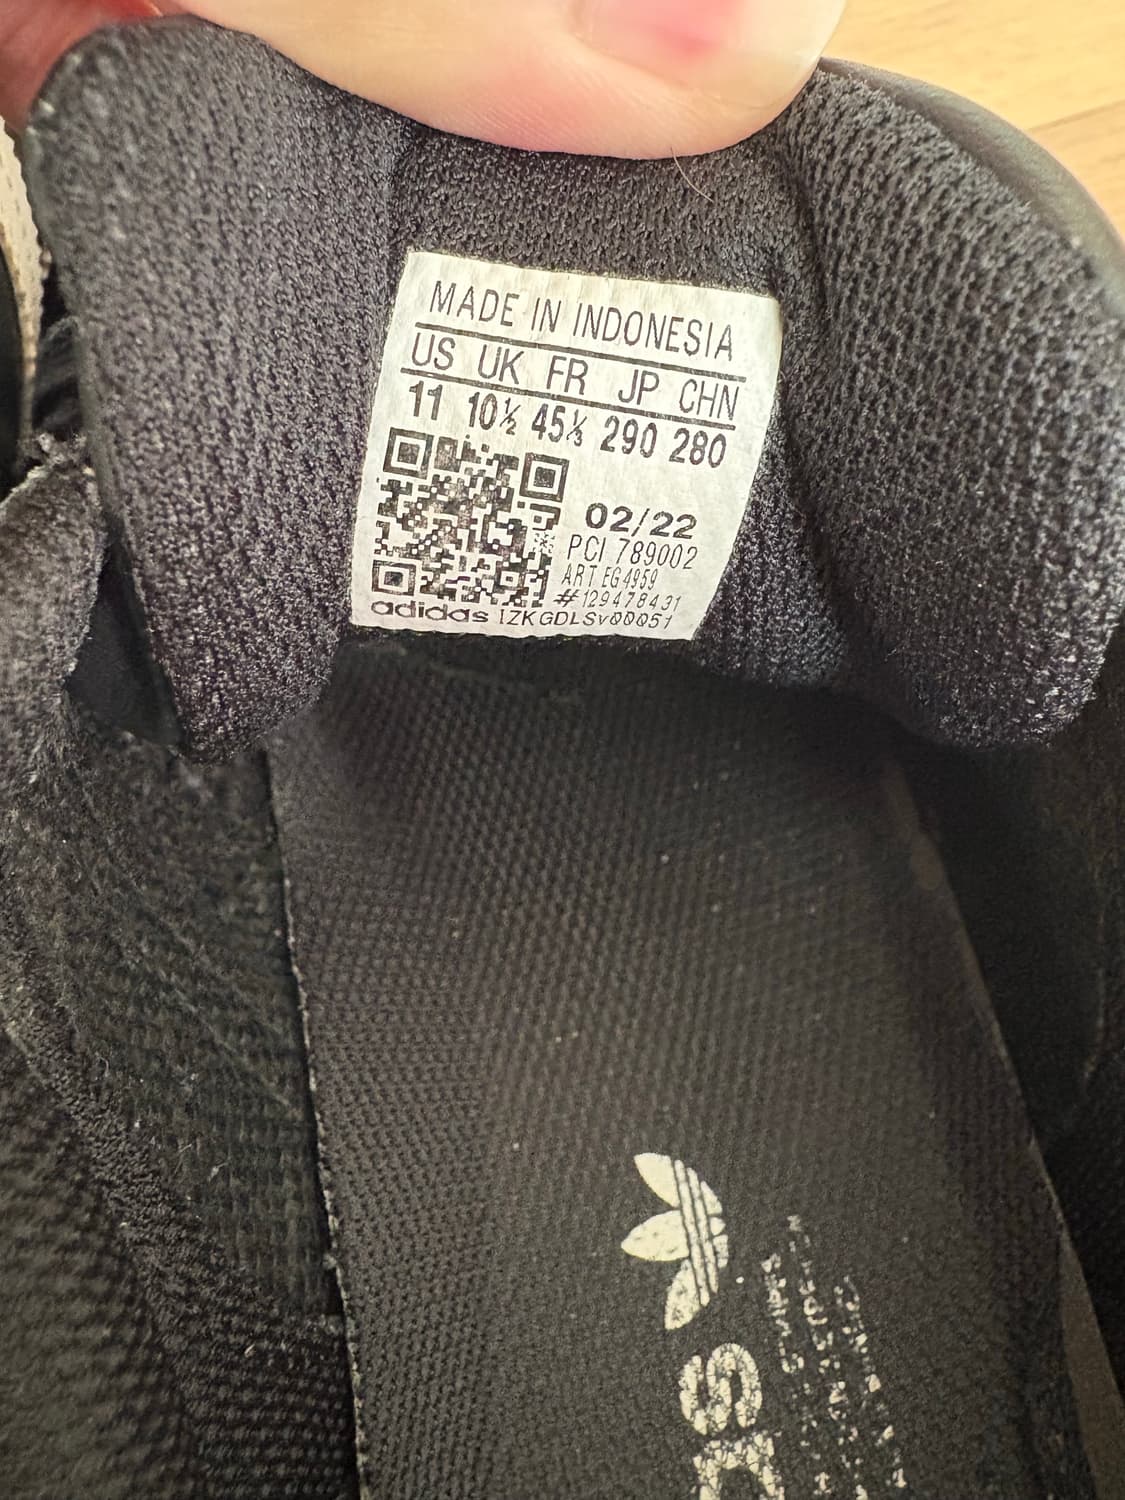 MADE IN INDONESIA
US UK FR JP CHN
11 10½ 45⅓ 290 280
02/22
PCI 789002
ART EG4959
#129478431
adidas IZKGDLSv00051